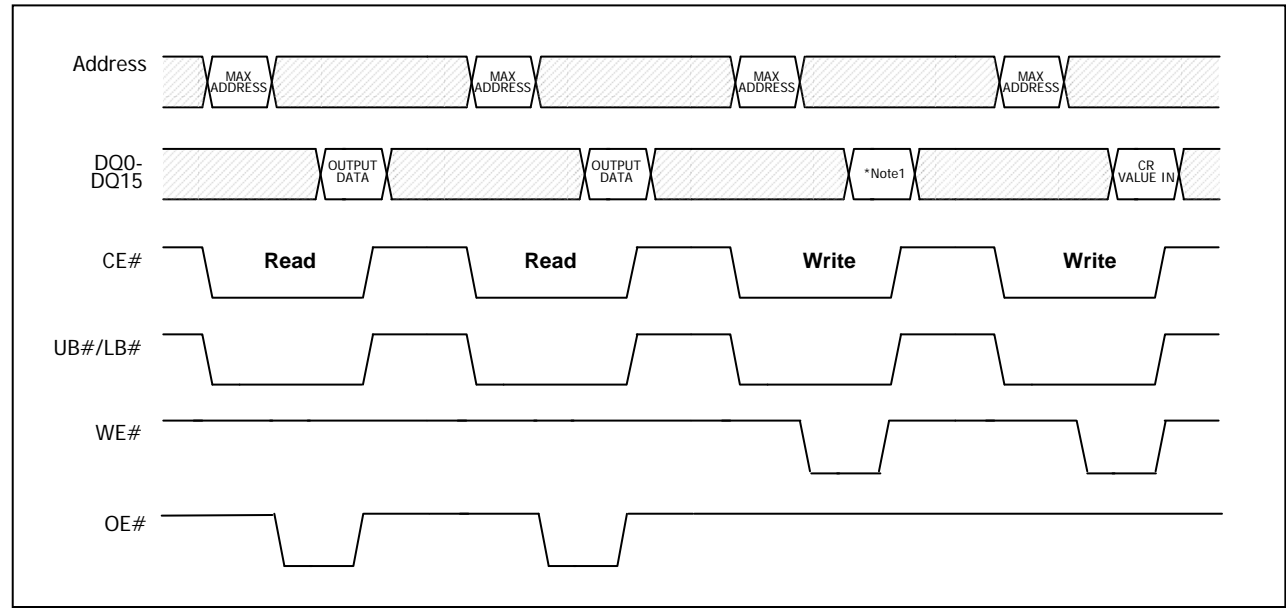 Address
MAX
ADDRESS
MAX
ADDRESS
MAX
ADDRESS
MAX
ADDRESS
DQ0-
DQ15
OUTPUT
DATA
OUTPUT
DATA
*Note1
CR
VALUE IN
CE#
Read
Read
Write
Write
UB#/LB#
WE#
OE#